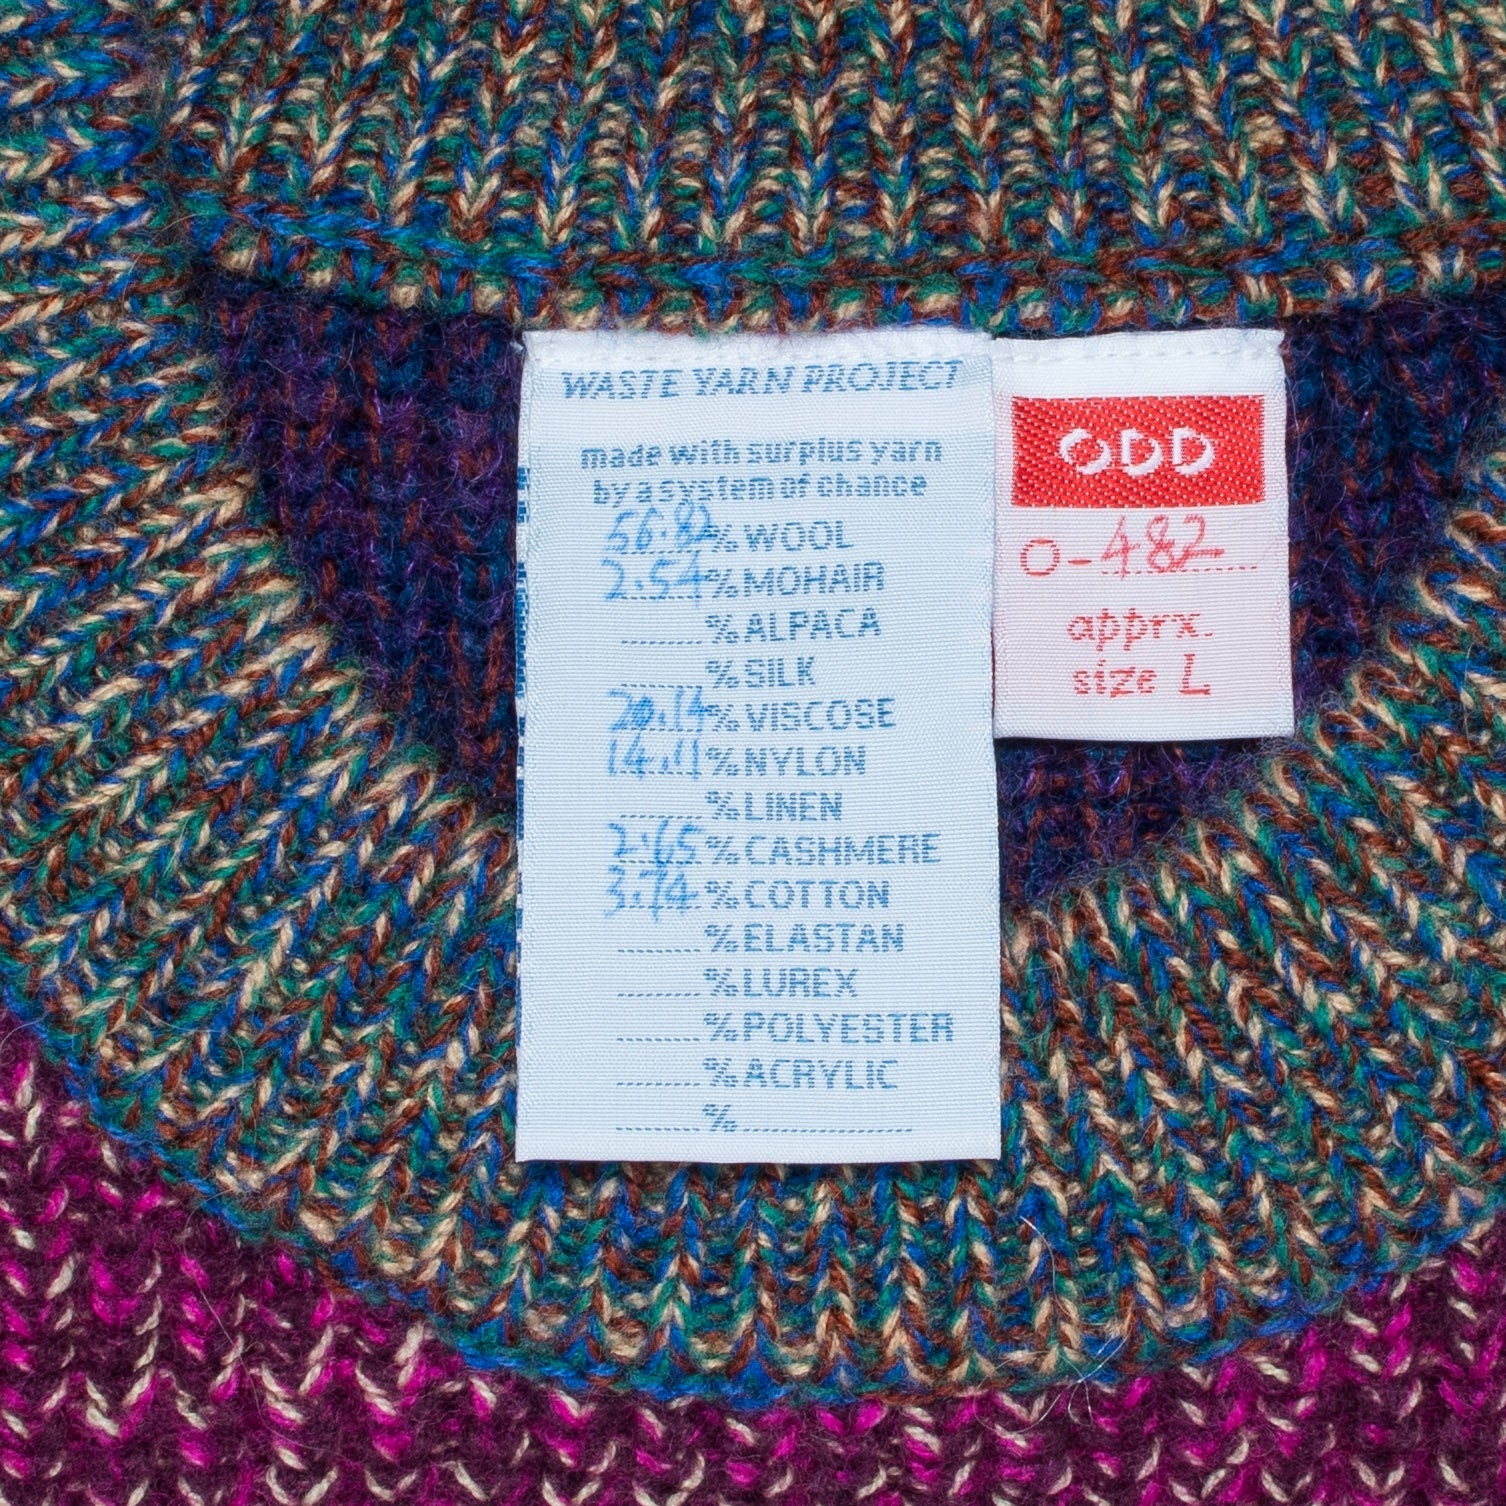 WASTE YARN PROJECT
made with surplus yarn
by a system of chance
56.82% WOOL
2.54% MOHAIR
........% ALPACA
........% SILK
20.14% VISCOSE
14.11% NYLON
........% LINEN
2.65% CASHMERE
3.74% COTTON
........% ELASTAN
........% LUREX
........% POLYESTER
........% ACRYLIC
........% ................
ODD
O-482
apprx.
size L